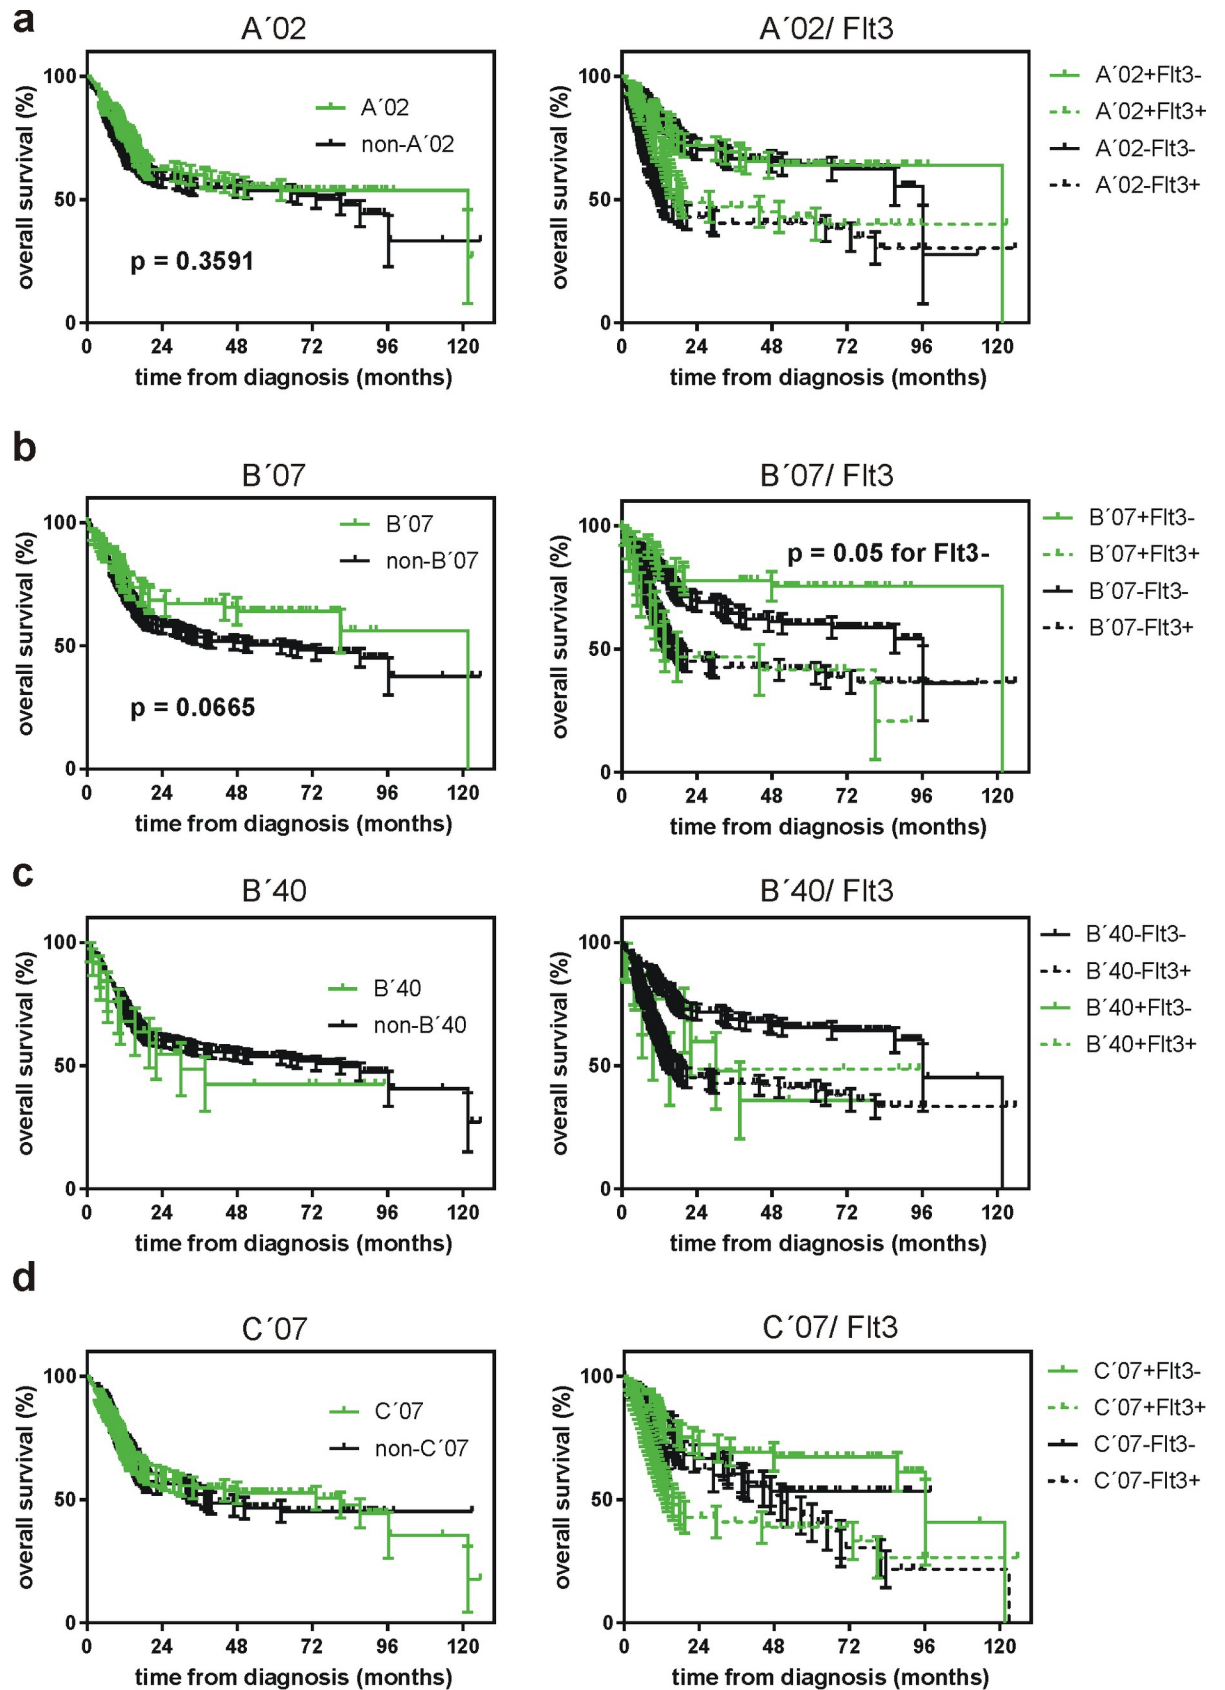 a
A´02
A´02/ Flt3
overall survival (%)
100
50
0
A´02
non-A´02
p = 0.3591
0 24 48 72 96 120
time from diagnosis (months)
overall survival (%)
100
50
0
0 24 48 72 96 120
time from diagnosis (months)
A´02+Flt3-
A´02+Flt3+
A´02-Flt3-
A´02-Flt3+
b
B´07
B´07/ Flt3
overall survival (%)
100
50
0
B´07
non-B´07
p = 0.0665
0 24 48 72 96 120
time from diagnosis (months)
overall survival (%)
100
50
0
p = 0.05 for Flt3-
0 24 48 72 96 120
time from diagnosis (months)
B´07+Flt3-
B´07+Flt3+
B´07-Flt3-
B´07-Flt3+
c
B´40
B´40/ Flt3
overall survival (%)
100
50
0
B´40
non-B´40
0 24 48 72 96 120
time from diagnosis (months)
overall survival (%)
100
50
0
0 24 48 72 96 120
time from diagnosis (months)
B´40-Flt3-
B´40-Flt3+
B´40+Flt3-
B´40+Flt3+
d
C´07
C´07/ Flt3
overall survival (%)
100
50
0
C´07
non-C´07
0 24 48 72 96 120
time from diagnosis (months)
overall survival (%)
100
50
0
0 24 48 72 96 120
time from diagnosis (months)
C´07+Flt3-
C´07+Flt3+
C´07-Flt3-
C´07-Flt3+